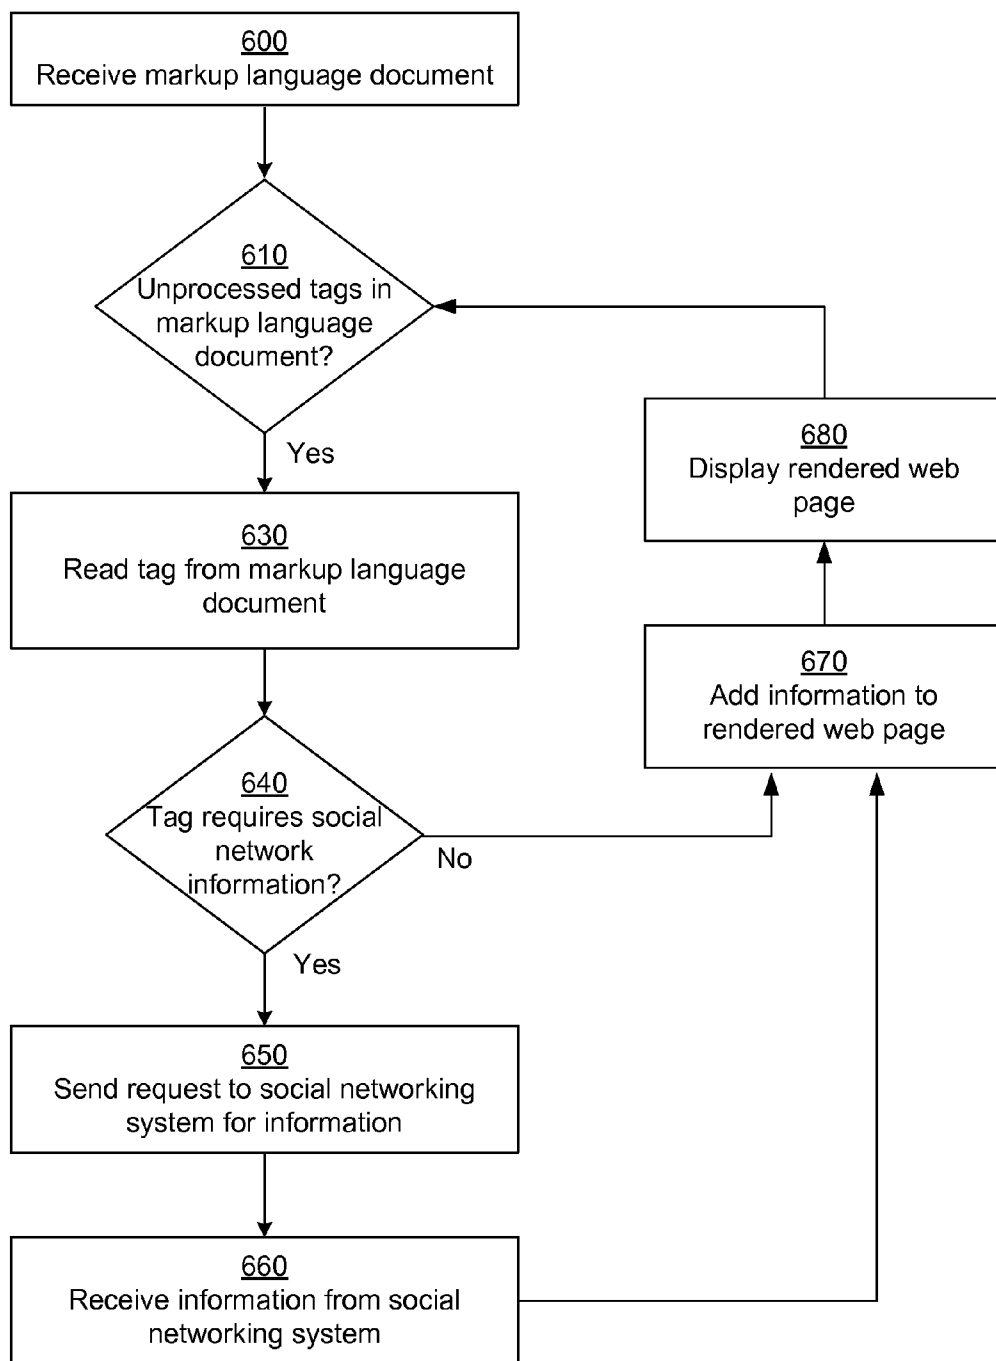 600
Receive markup language document
610
Unprocessed tags in
markup language
document?
Yes
630
Read tag from markup language
document
640
Tag requires social
network
information?
No
Yes
650
Send request to social networking
system for information
660
Receive information from social
networking system
670
Add information to
rendered web page
680
Display rendered web
page